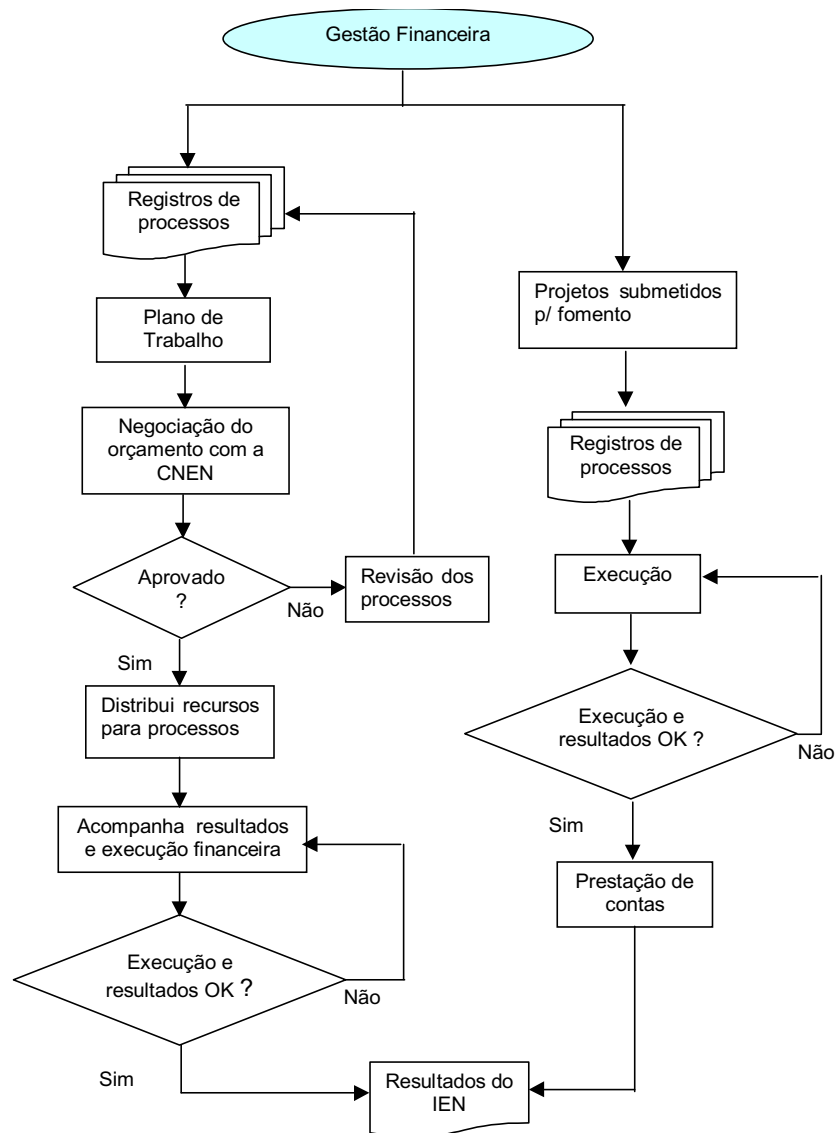 Gestão Financeira
Registros de
processos
Plano de
Trabalho
Negociação do
orçamento com a
CNEN
Aprovado
?
Não
Revisão dos
processos
Sim
Distribui recursos
para processos
Acompanha resultados
e execução financeira
Execução e
resultados OK ?
Não
Sim
Projetos submetidos
p/ fomento
Registros de
processos
Execução
Execução e
resultados OK ?
Não
Sim
Prestação de
contas
Resultados do
IEN